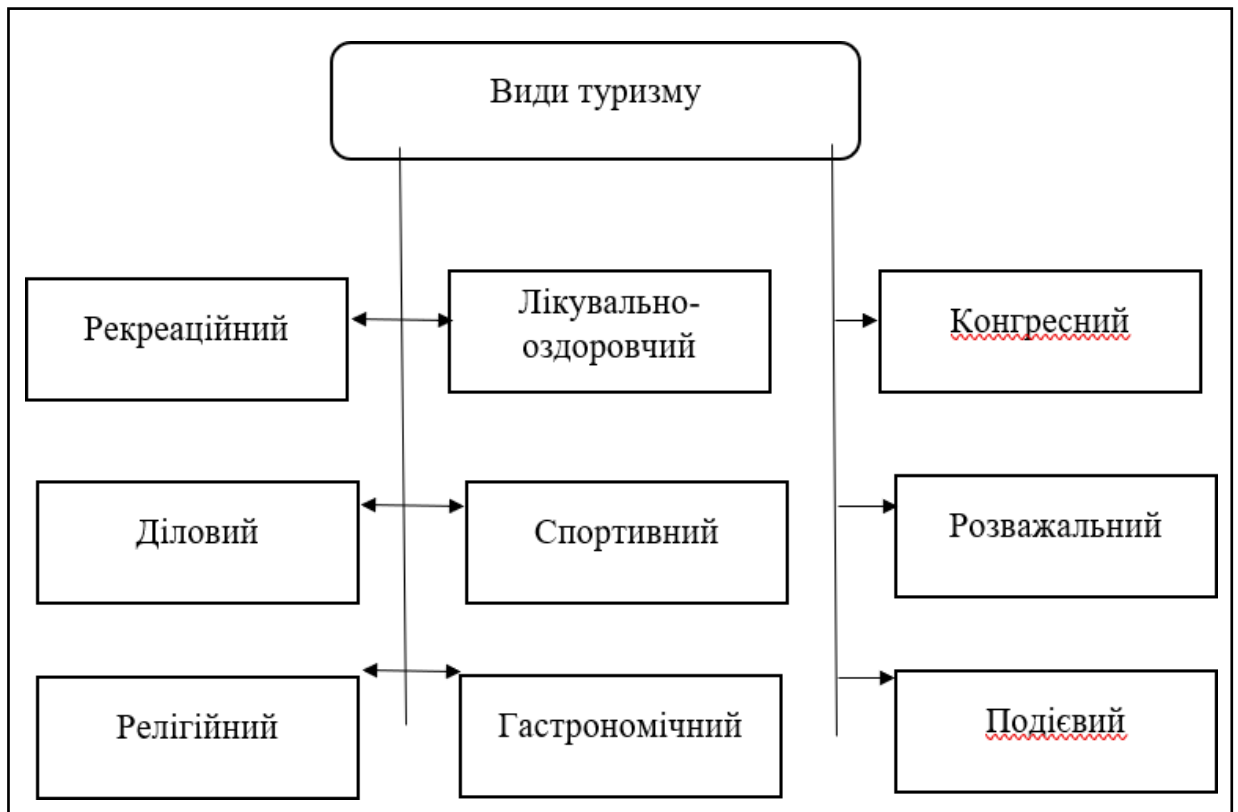 Види туризму
Рекреаційний
Лікувально-
оздоровчий
Конгресний
Діловий
Спортивний
Розважальний
Релігійний
Гастрономічний
Подієвий